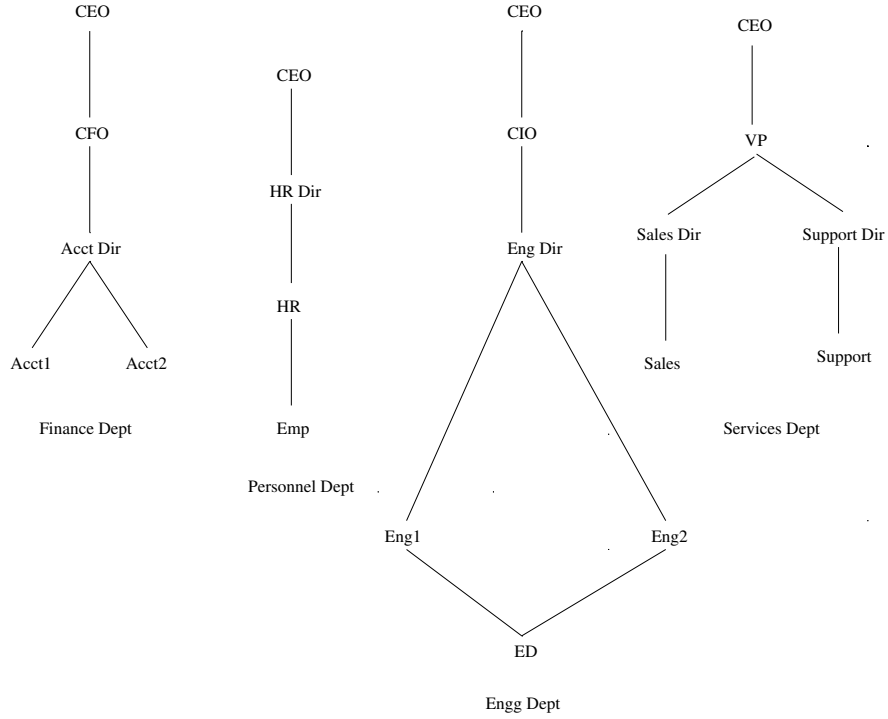 CEO
CFO
Acct Dir
Acct1
Acct2
Finance Dept
CEO
HR Dir
HR
Emp
Personnel Dept
CEO
CIO
Eng Dir
Eng1
Eng2
ED
Engg Dept
CEO
VP
Sales Dir
Support Dir
Sales
Support
Services Dept